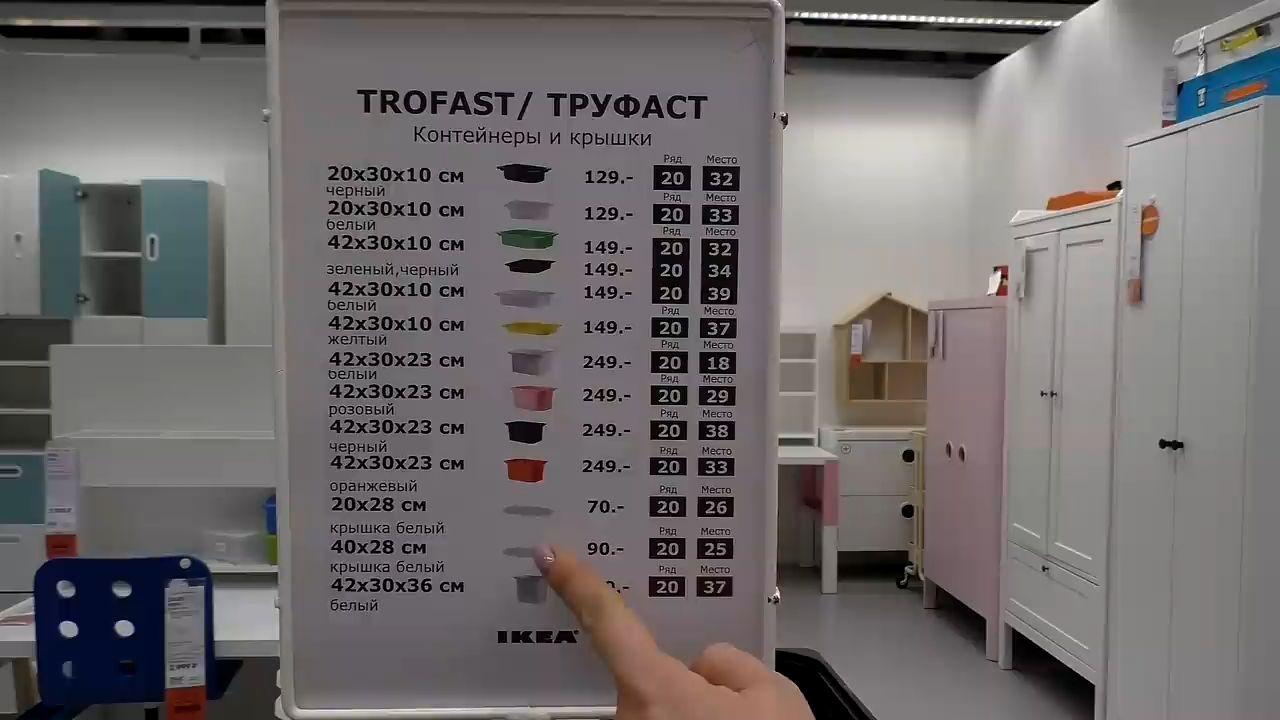 TROFAST/ ТРУФАСТ
Контейнеры и крышки
Ряд Место
20x30x10 см 129.- 20 32
черный
Ряд Место
20x30x10 см 129.- 20 33
белый
Ряд Место
42x30x10 см 149.- 20 32
зеленый,черный 149.- 20 34
42x30x10 см 149.- 20 39
белый
Ряд Место
42x30x10 см 149.- 20 37
желтый
Ряд Место
42x30x23 см 249.- 20 18
белый
Ряд Место
42x30x23 см 249.- 20 29
розовый
Ряд Место
42x30x23 см 249.- 20 38
черный
Ряд Место
42x30x23 см 249.- 20 33
оранжевый
Ряд Место
20x28 см 70.- 20 26
крышка белый
Ряд Место
40x28 см 90.- 20 25
крышка белый
Ряд Место
42x30x36 см 20 37
белый
IKEA